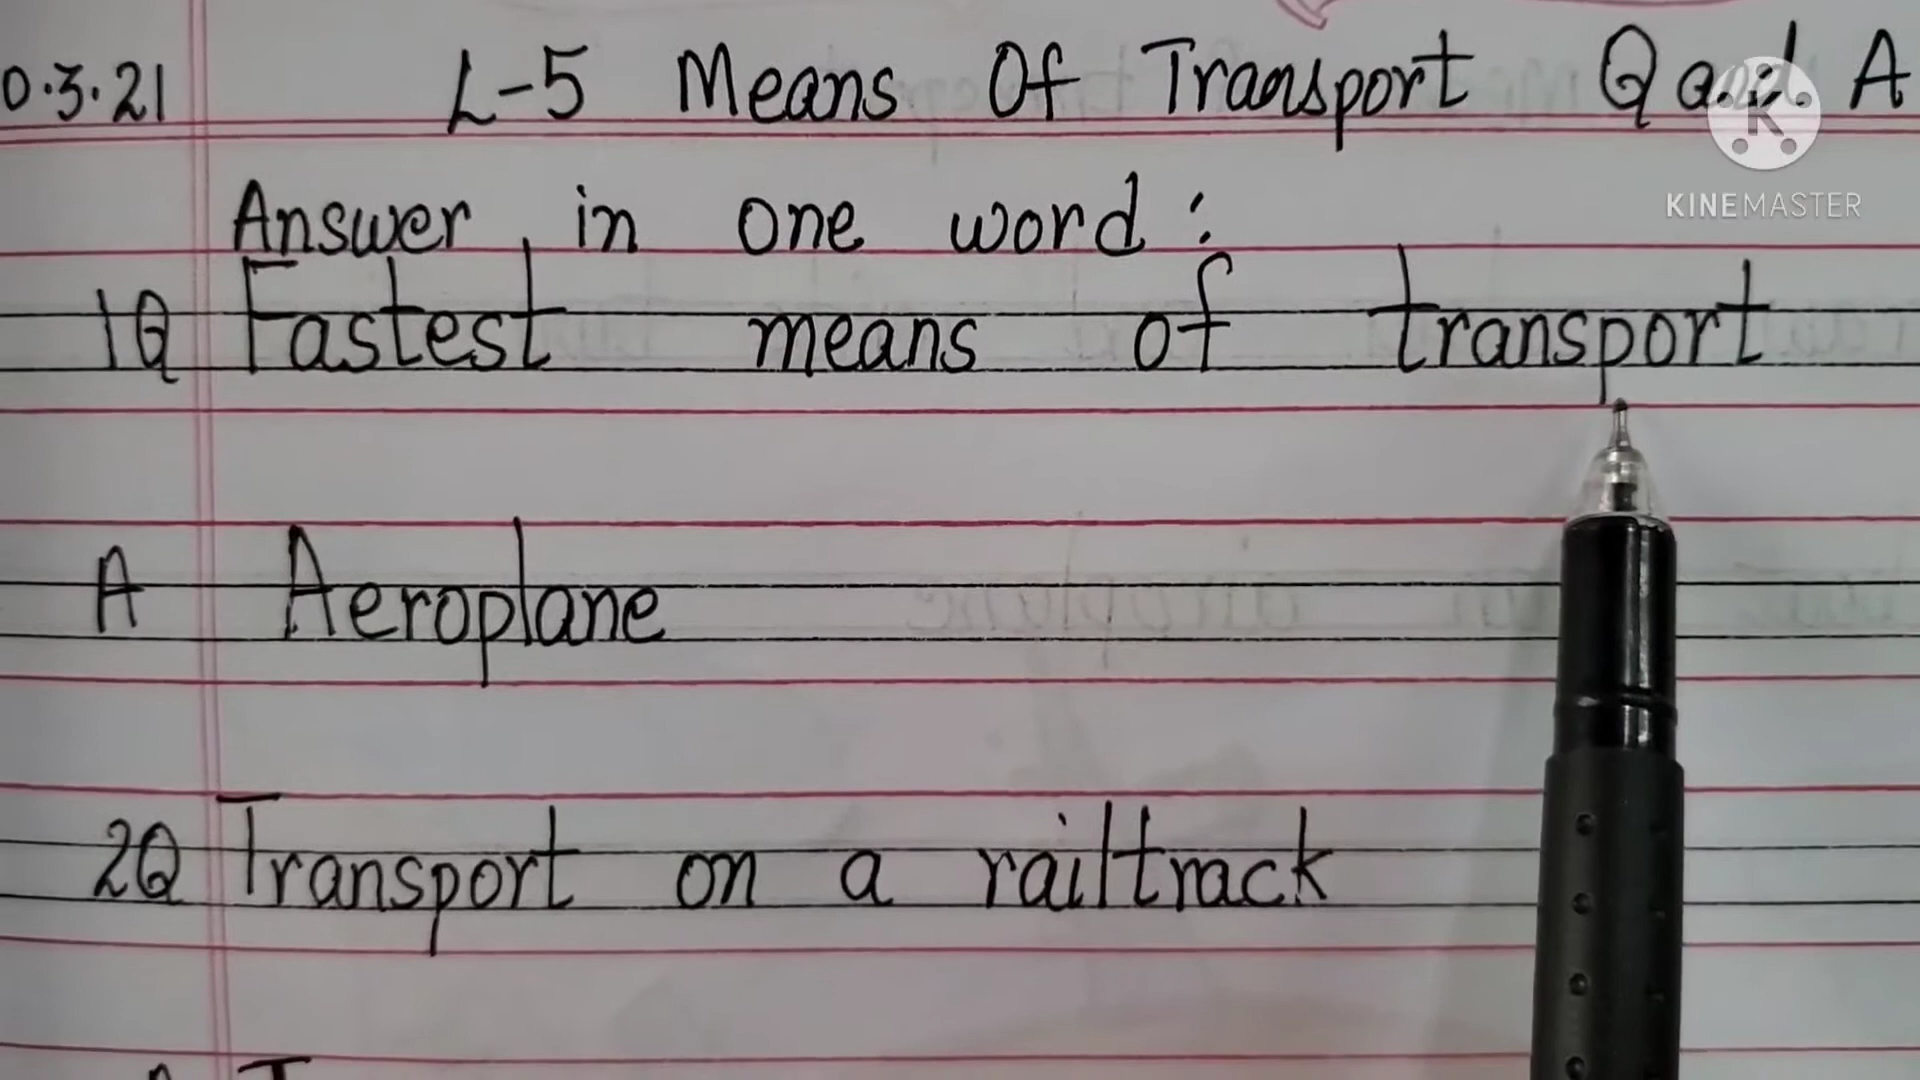 0.3.21 L-5 Means Of Transport Q and A
KINEMASTER
Answer in one word:
1Q Fastest means of transport
A Aeroplane
2Q Transport on a railtrack